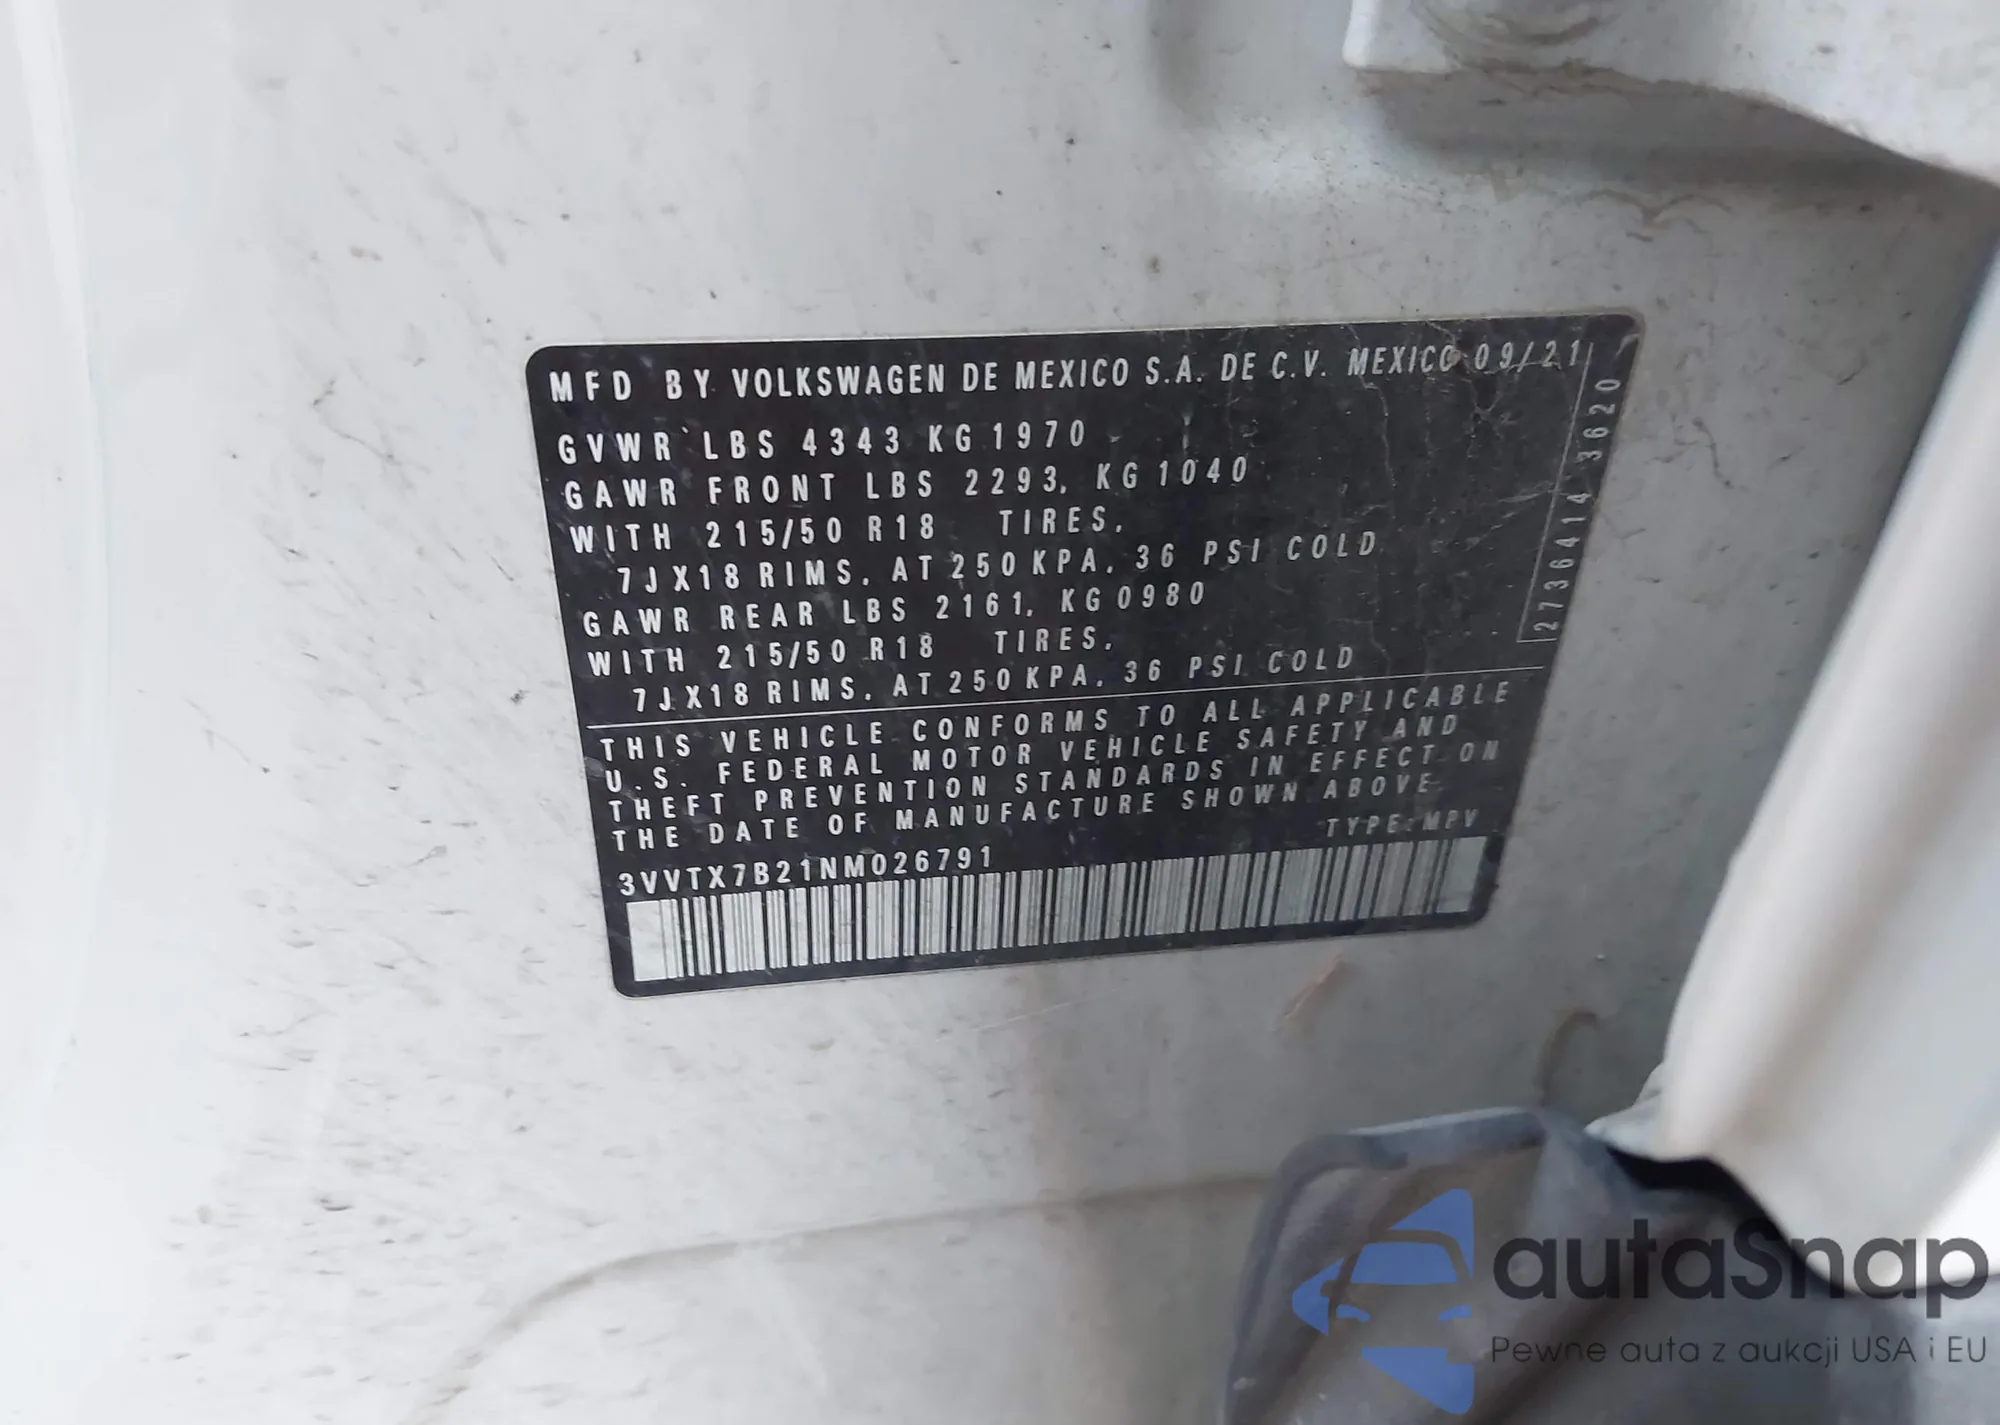 MFD BY VOLKSWAGEN DE MEXICO S.A. DE C.V. MEXICO 09/21
GVWR LBS 4343 KG 1970
GAWR FRONT LBS 2293, KG 1040
WITH 215/50 R18 TIRES,
7JX18 RIMS, AT 250 KPA, 36 PSI COLD
GAWR REAR LBS 2161, KG 0980
WITH 215/50 R18 TIRES,
7JX18 RIMS, AT 250 KPA, 36 PSI COLD
2736414 3620
THIS VEHICLE CONFORMS TO ALL APPLICABLE
U.S. FEDERAL MOTOR VEHICLE SAFETY AND
THEFT PREVENTION STANDARDS IN EFFECT ON
THE DATE OF MANUFACTURE SHOWN ABOVE.
TYPE: MPV
3VVTX7B21NM026791
autaSnap
Pewne auta z aukcji USA i EU